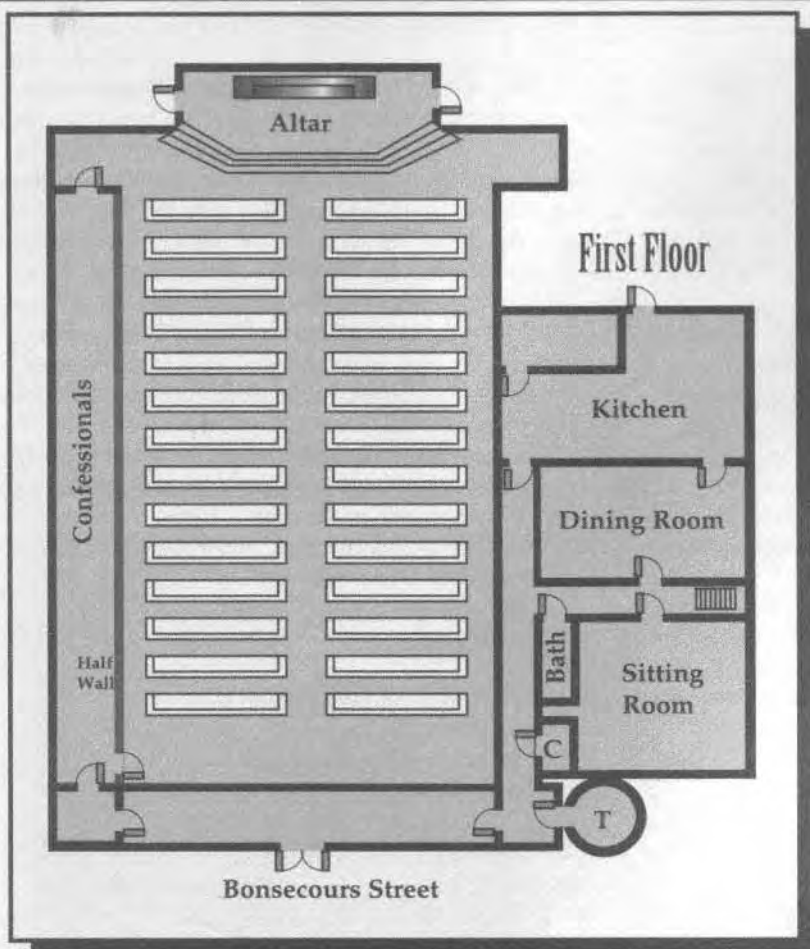 Altar
First Floor
Confessionals
Kitchen
Dining Room
Half
Wall
Bath
Sitting
Room
C
T
Bonsecours Street